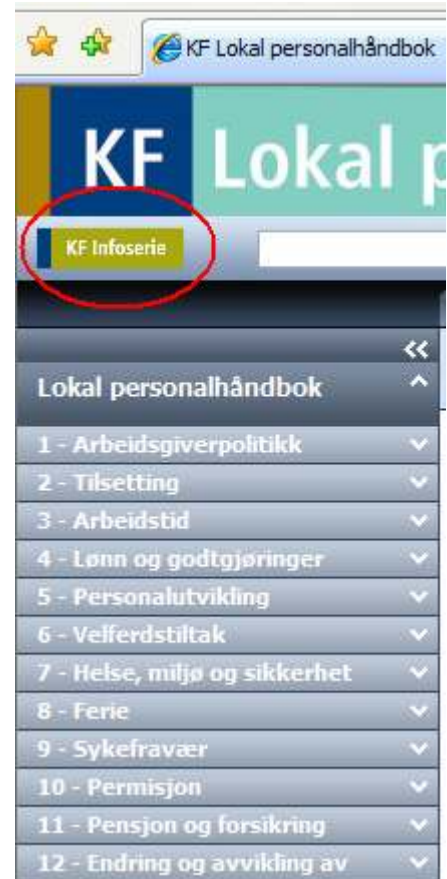 KF Lokal personalhåndbok
KF Lokal p
KF Infoserie
Lokal personalhåndbok
1 - Arbeidsgiverpolitikk
2 - Tilsetting
3 - Arbeidstid
4 - Lønn og godtgjøringer
5 - Personalutvikling
6 - Velferdstiltak
7 - Helse, miljø og sikkerhet
8 - Ferie
9 - Sykefravær
10 - Permisjon
11 - Pensjon og forsikring
12 - Endring og avvikling av